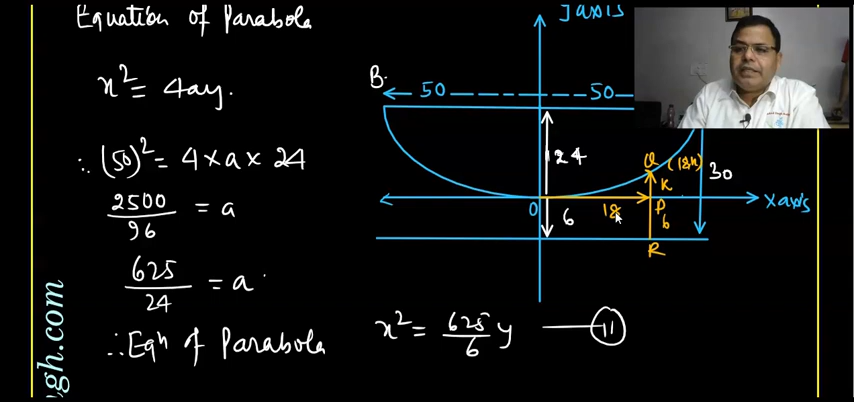 Equation of Parabola
x² = 4ay.
∴ (50)² = 4 × a × 24
2500/96 = a
625/24 = a
∴ Eqn of Parabola x² = 625/6 y —— 11
y axis
B.
50 50
24
Q (18,k)
K
30
O
18
P
x axis
6
6
R
gh.com